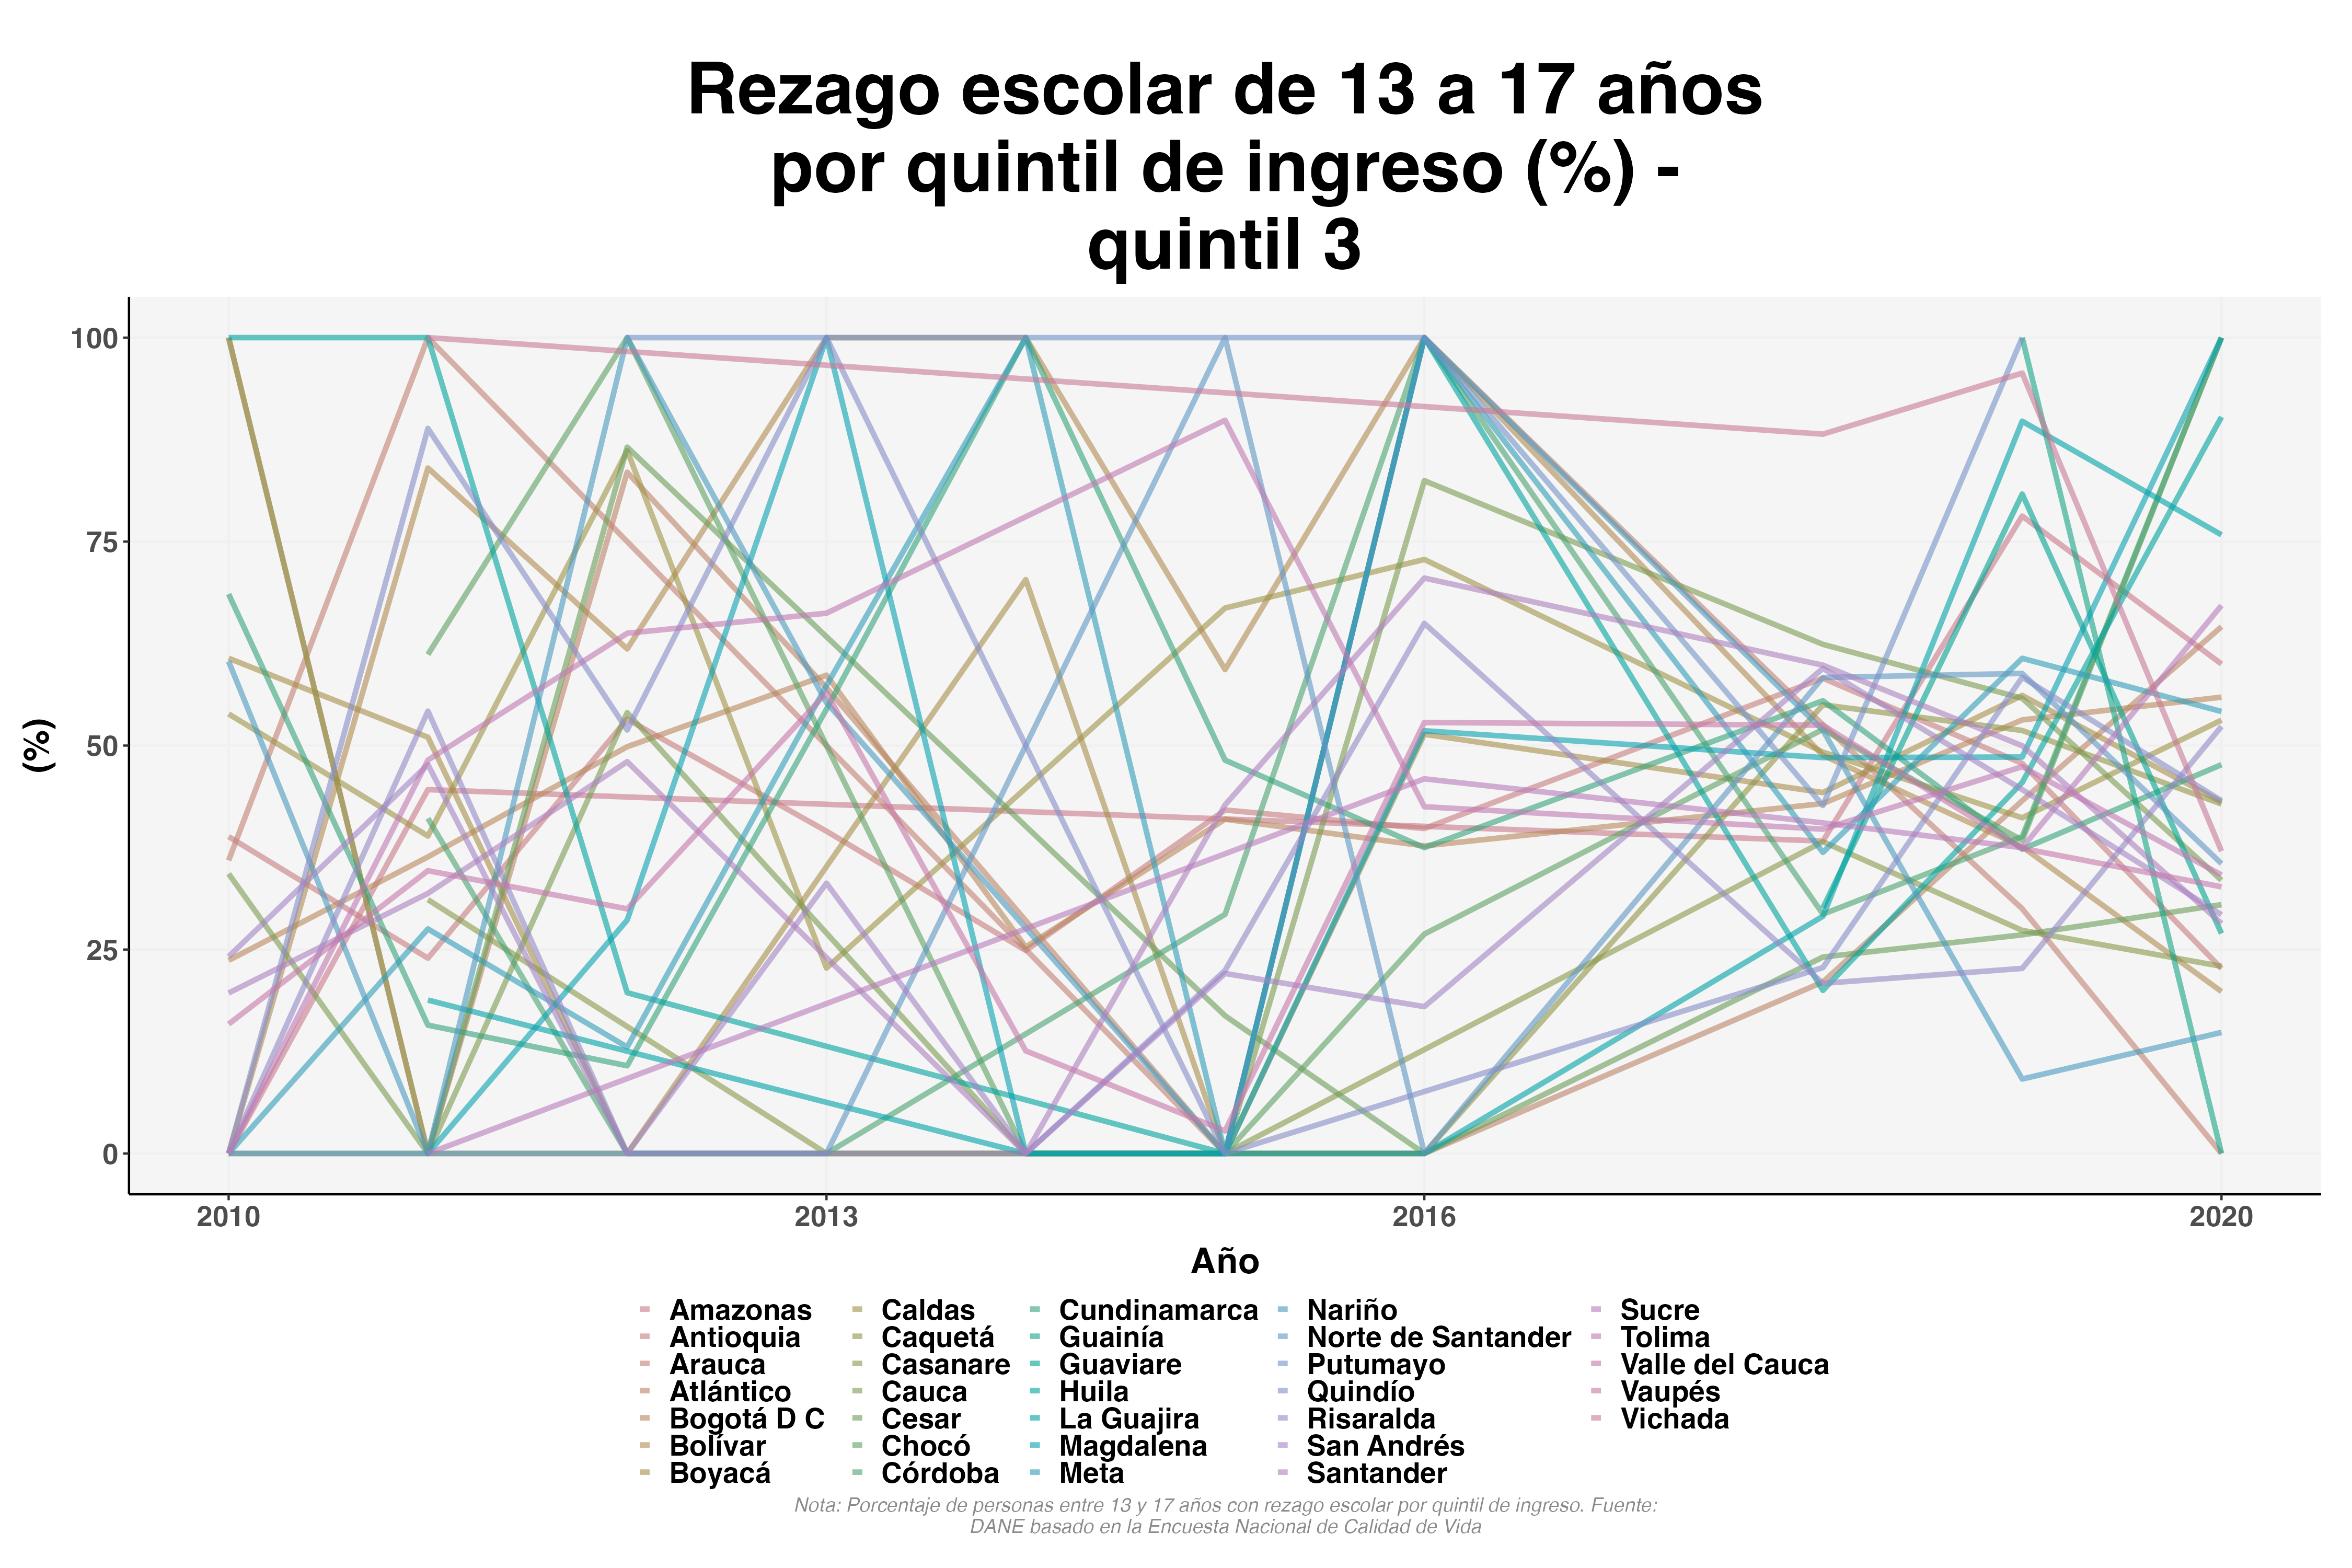 Rezago escolar de 13 a 17 años
por quintil de ingreso (%) -
quintil 3
(%)
100
75
50
25
0
2010 2013 2016 2020
Año
Amazonas Caldas Cundinamarca Nariño Sucre
Antioquia Caquetá Guainía Norte de Santander Tolima
Arauca Casanare Guaviare Putumayo Valle del Cauca
Atlántico Cauca Huila Quindío Vaupés
Bogotá D C Cesar La Guajira Risaralda Vichada
Bolívar Chocó Magdalena San Andrés
Boyacá Córdoba Meta Santander
Nota: Porcentaje de personas entre 13 y 17 años con rezago escolar por quintil de ingreso. Fuente:
DANE basado en la Encuesta Nacional de Calidad de Vida